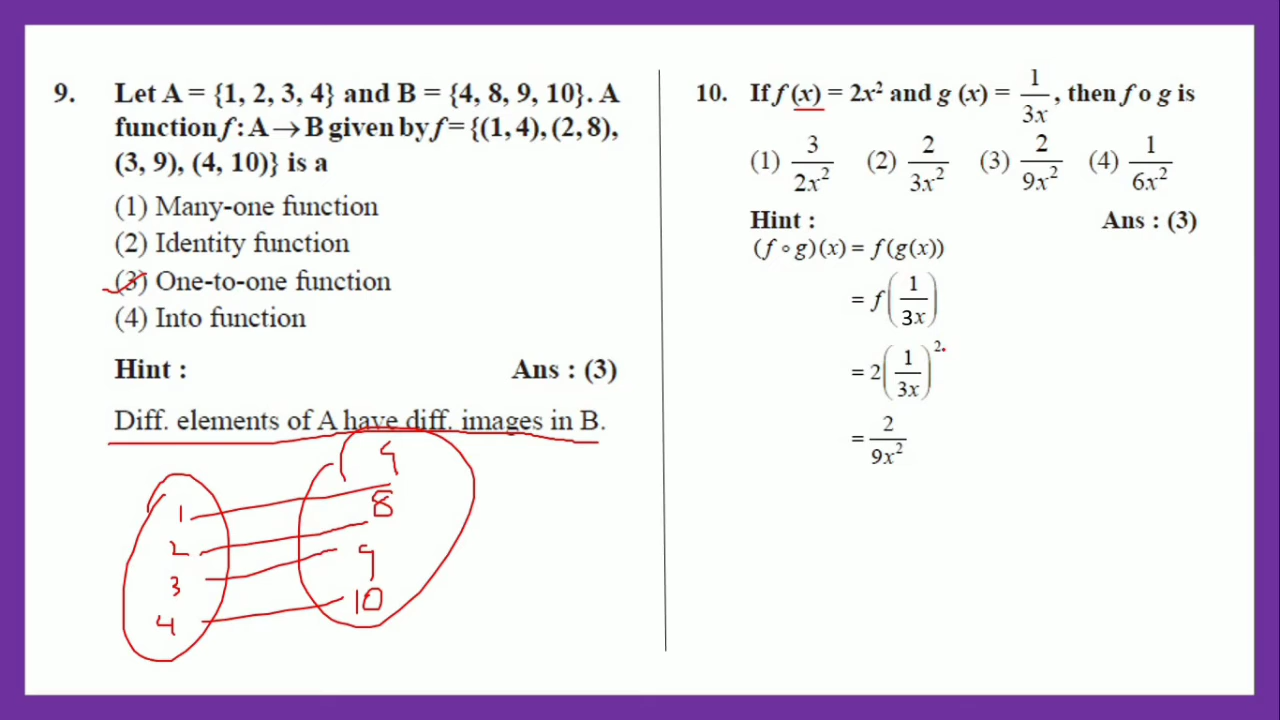 9. Let A = {1, 2, 3, 4} and B = {4, 8, 9, 10}. A
function f : A → B given by f = {(1, 4), (2, 8),
(3, 9), (4, 10)} is a
(1) Many-one function
(2) Identity function
(3) One-to-one function
(4) Into function
Hint : Ans : (3)
Diff. elements of A have diff. images in B.
1
2
3
4
4
8
9
10
10. If f (x) = 2x² and g (x) = 1/3x , then f o g is
(1) 3/2x² (2) 2/3x² (3) 2/9x² (4) 1/6x²
Hint : Ans : (3)
(f ∘ g)(x) = f(g(x))
= f(1/3x)
= 2(1/3x)²
= 2/9x²